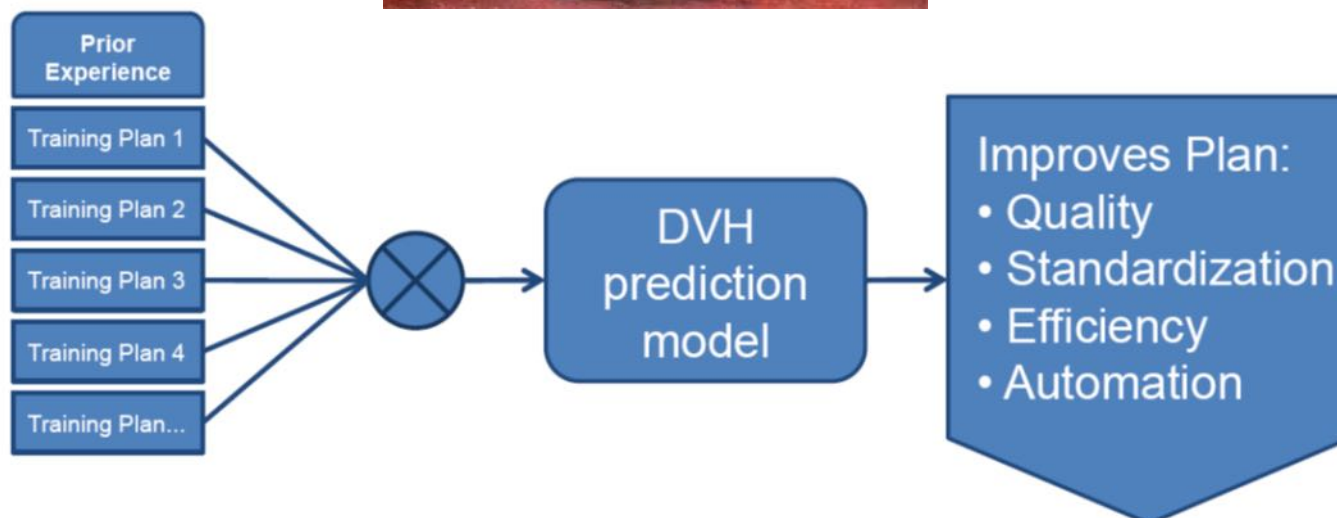 Prior
Experience
Training Plan 1
Training Plan 2
Training Plan 3
Training Plan 4
Training Plan...
DVH
prediction
model
Improves Plan:
• Quality
• Standardization
• Efficiency
• Automation